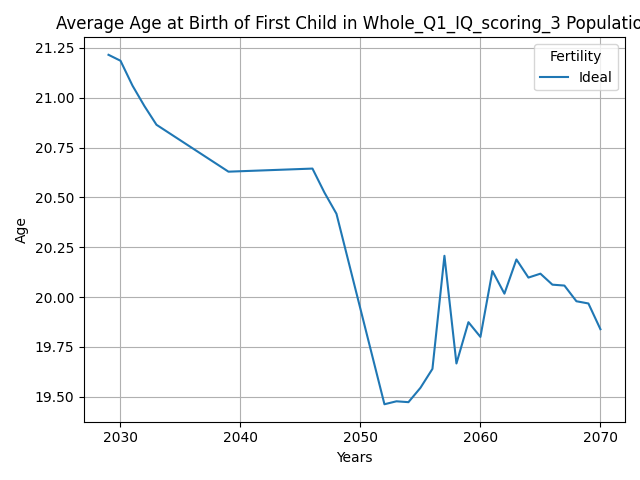 Average Age at Birth of First Child in Whole_Q1_IQ_scoring_3 Populatio
Fertility
Ideal
21.25
21.00
20.75
20.50
20.25
20.00
19.75
19.50
Age
2030 2040 2050 2060 2070
Years